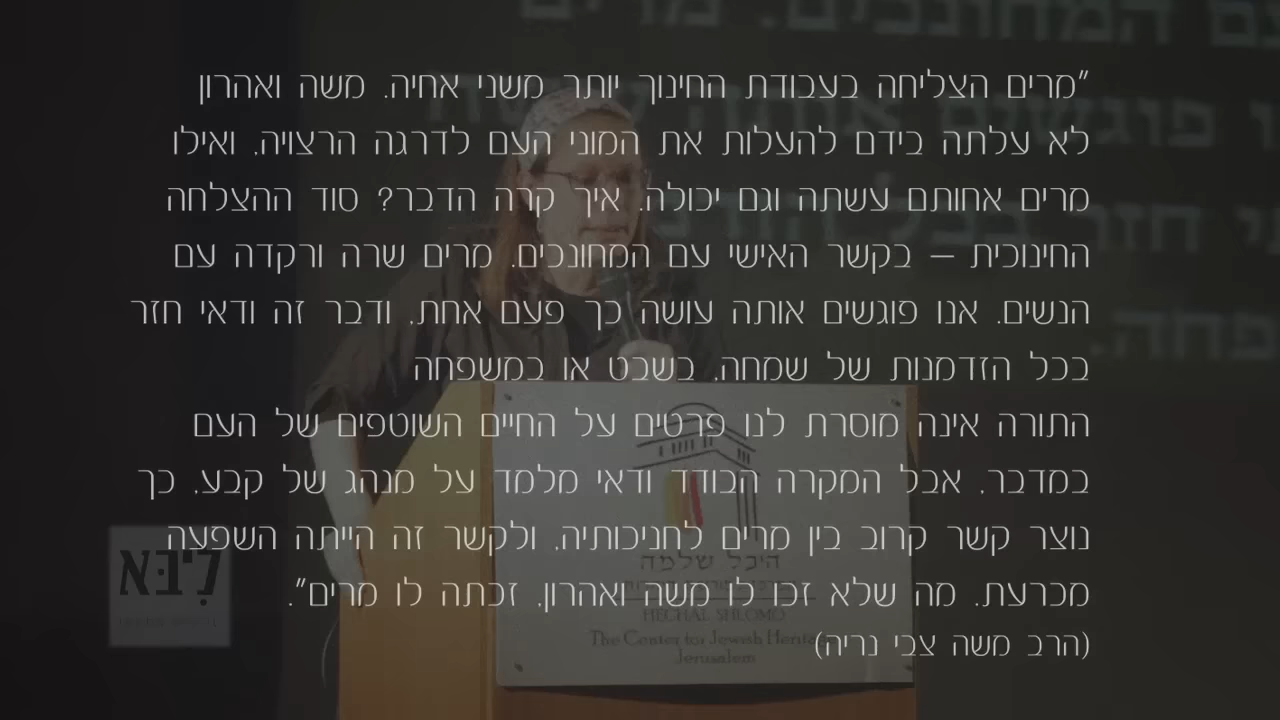 "מרים הצליחה בעבודת החינוך יותר משני אחיה. משה ואהרון
לא עלתה בידם להעלות את המוני העם לדרגה הרצויה, ואילו
מרים אחותם עשתה וגם יכולה. איך קרה הדבר? סוד ההצלחה
החינוכית – בקשר האישי עם המחונכים. מרים שרה ורקדה עם
הנשים. אנו פוגשים אותה עושה כך פעם אחת, ודבר זה ודאי חזר
בכל הזדמנות של שמחה, בשבט או במשפחה
התורה אינה מוסרת לנו פרטים על החיים השוטפים של העם
במדבר, אבל המקרה הבודד ודאי מלמד על מנהג של קבע, כך
נוצר קשר קרוב בין מרים לחניכותיה, ולקשר זה הייתה השפעה
מכרעת. מה שלא זכו לו משה ואהרון, זכתה לו מרים".
(הרב משה צבי נריה)
לִיבּא
היכל שלמה
HECHAL SHLOMO
The Center for Jewish Heritage
Jerusalem